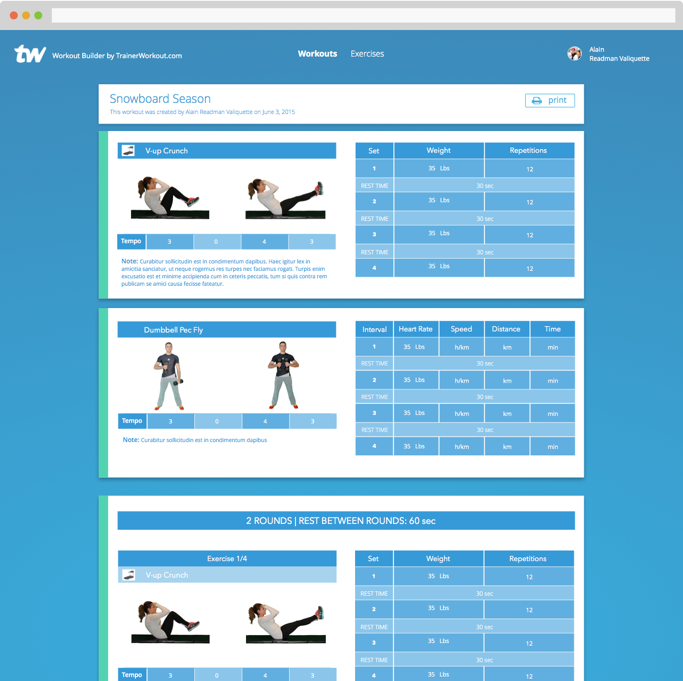 tw Workout Builder by TrainerWorkout.com
Workouts Exercises
Alain
Readman Valiquette
Snowboard Season
This workout was created by Alain Readman Valiquette on June 3, 2015
print
V-up Crunch
Tempo 3 0 4 3
Note: Curabitur sollicitudin est in condimentum dapibus. Haec igitur lex in
amicitia sanciatur, ut neque rogemus res turpes nec faciamus rogati. Turpis enim
excusatio est et minime accipienda cum in ceteris peccatis, tum si quis contra rem
publicam se amici causa fecisse fateatur.
Set Weight Repetitions
1 35 Lbs 12
REST TIME 30 sec
2 35 Lbs 12
REST TIME 30 sec
3 35 Lbs 12
REST TIME 30 sec
4 35 Lbs 12
Dumbbell Pec Fly
Tempo 3 0 4 3
Note: Curabitur sollicitudin est in condimentum dapibus
Interval Heart Rate Speed Distance Time
1 35 Lbs h/km km min
REST TIME 30 sec
2 35 Lbs h/km km min
REST TIME 30 sec
3 35 Lbs h/km km min
REST TIME 30 sec
4 35 Lbs h/km km min
2 ROUNDS | REST BETWEEN ROUNDS: 60 sec
Exercise 1/4
V-up Crunch
Tempo 3 0 4 3
Set Weight Repetitions
1 35 Lbs 12
REST TIME 30 sec
2 35 Lbs 12
REST TIME 30 sec
3 35 Lbs 12
REST TIME 30 sec
4 35 Lbs 12